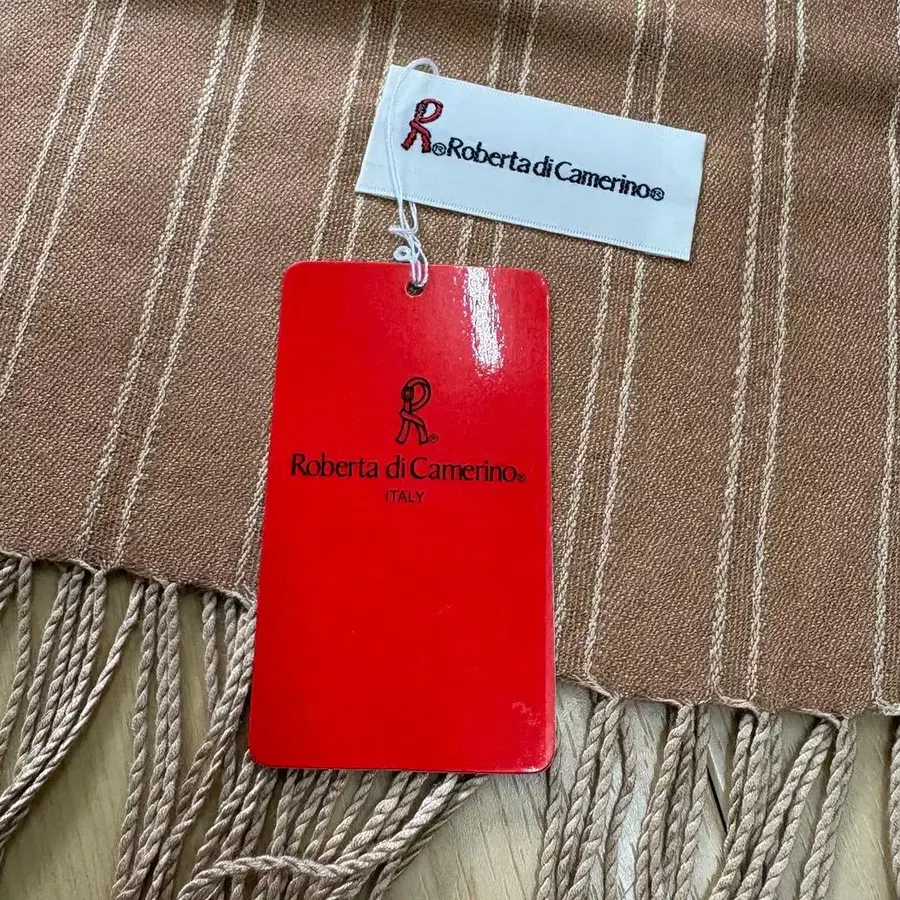 R® Roberta di Camerino®
R®
Roberta di Camerino®
ITALY